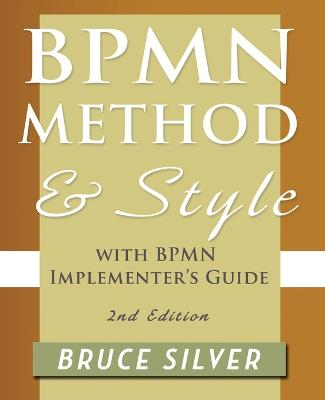 BPMN
METHOD
& Style
WITH BPMN
IMPLEMENTER'S GUIDE
2nd Edition
BRUCE SILVER